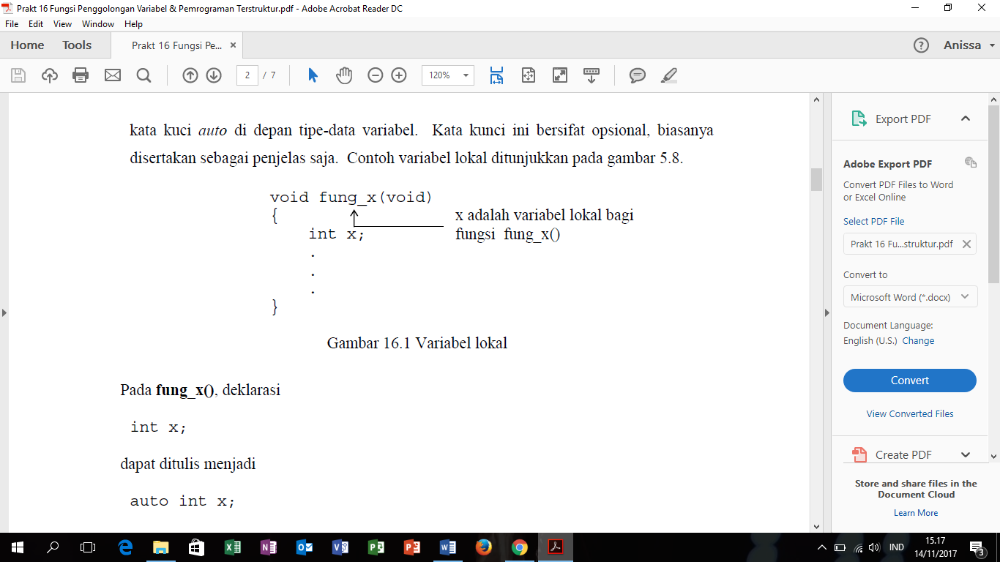 Prakt 16 Fungsi Penggolongan Variabel & Pemrograman Terstruktur.pdf - Adobe Acrobat Reader DC
File Edit View Window Help
Home Tools Prakt 16 Fungsi Pe... × Anissa
2 / 7 120%
kata kuci auto di depan tipe-data variabel. Kata kunci ini bersifat opsional, biasanya
disertakan sebagai penjelas saja. Contoh variabel lokal ditunjukkan pada gambar 5.8.
void fung_x(void)
{
int x;
.
.
.
}
x adalah variabel lokal bagi
fungsi fung_x()
Gambar 16.1 Variabel lokal
Pada fung_x(), deklarasi
int x;
dapat ditulis menjadi
auto int x;
Export PDF
Adobe Export PDF
Convert PDF Files to Word
or Excel Online
Select PDF File
Prakt 16 Fu...struktur.pdf
Convert to
Microsoft Word (*.docx)
Document Language:
English (U.S.) Change
Convert
View Converted Files
Create PDF
Store and share files in the
Document Cloud
Learn More
IND
15.17
14/11/2017
3